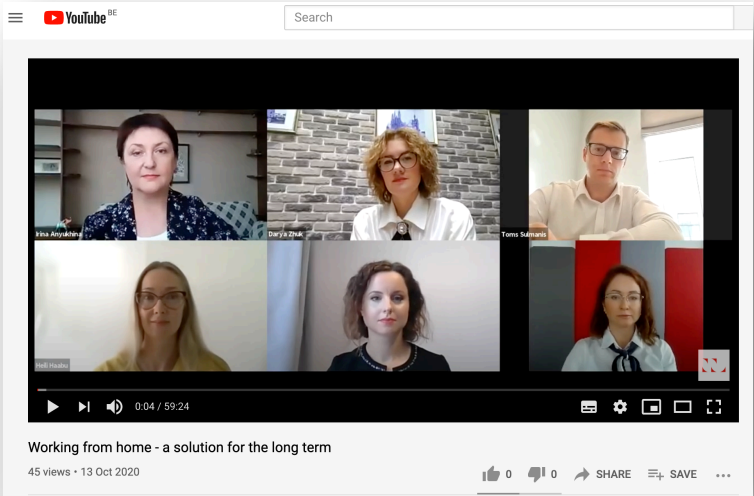 YouTube BE
Search
Irina Anyukhina
Darya Zhuk
Toms Sulmanis
Helli Haabu
0:04 / 59:24
Working from home - a solution for the long term
45 views • 13 Oct 2020
0
0
SHARE
SAVE